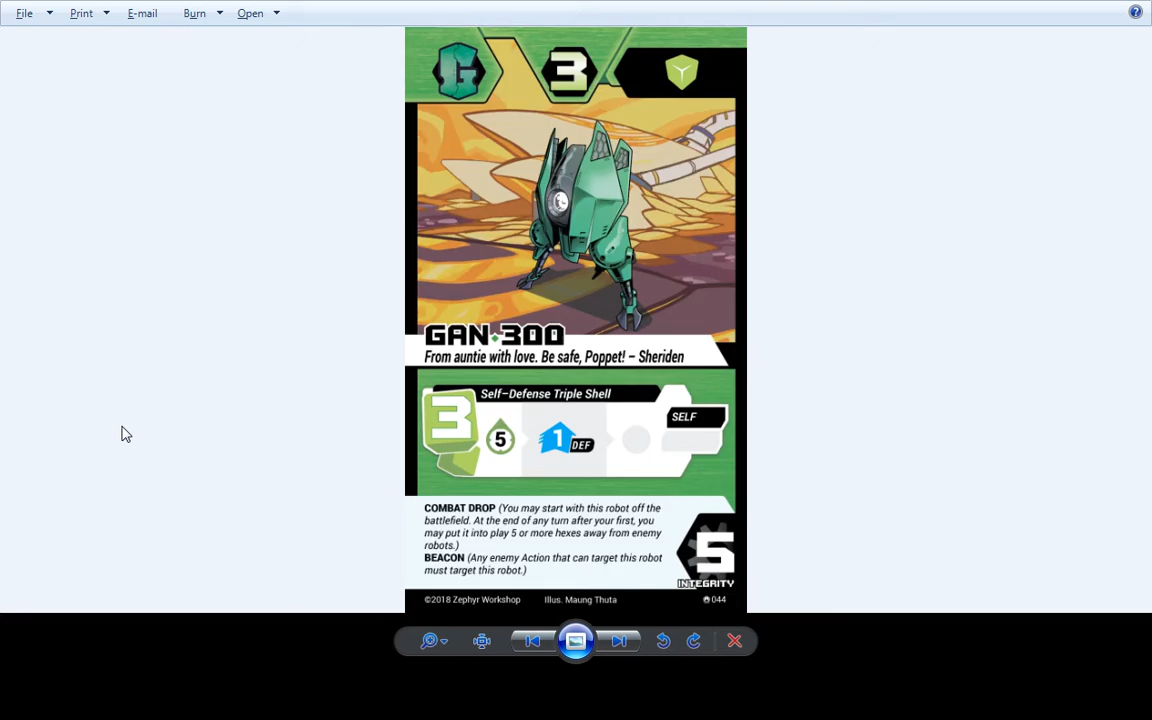 File Print E-mail Burn Open
G 3
GAN◆300
From auntie with love. Be safe, Poppet! – Sheriden
Self–Defense Triple Shell
3 5 1 DEF SELF
COMBAT DROP (You may start with this robot off the
battlefield. At the end of any turn after your first, you
may put it into play 5 or more hexes away from enemy
robots.)
BEACON (Any enemy Action that can target this robot
must target this robot.)
5
INTEGRITY
©2018 Zephyr Workshop Illus. Maung Thuta 044